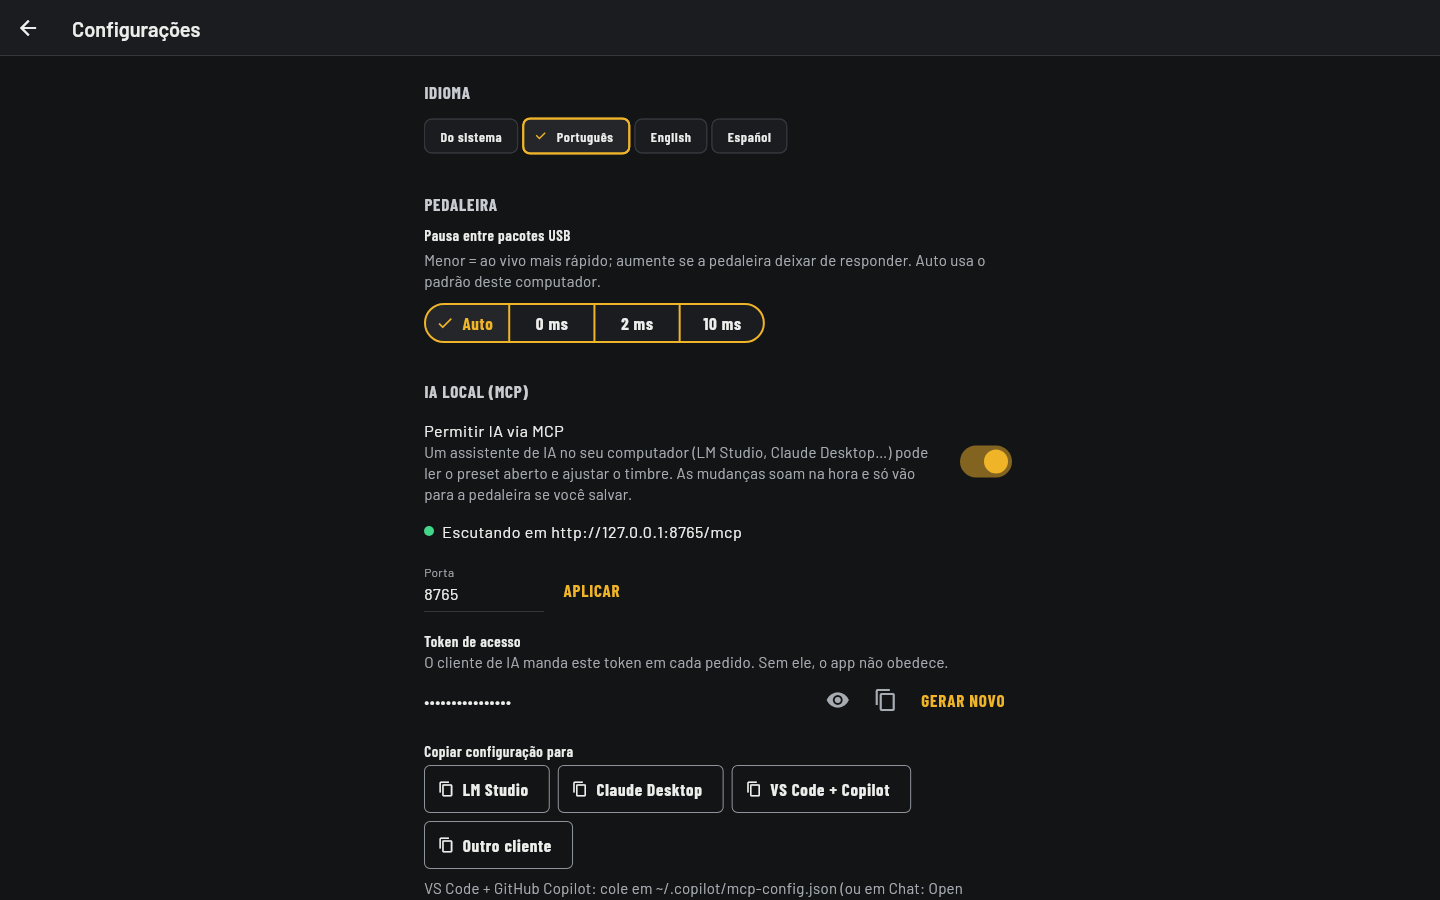 Configurações
IDIOMA
Do sistema
Português
English
Español
PEDALEIRA
Pausa entre pacotes USB
Menor = ao vivo mais rápido; aumente se a pedaleira deixar de responder. Auto usa o
padrão deste computador.
Auto
0 ms
2 ms
10 ms
IA LOCAL (MCP)
Permitir IA via MCP
Um assistente de IA no seu computador (LM Studio, Claude Desktop...) pode
ler o preset aberto e ajustar o timbre. As mudanças soam na hora e só vão
para a pedaleira se você salvar.
Escutando em http://127.0.0.1:8765/mcp
Porta
8765
APLICAR
Token de acesso
O cliente de IA manda este token em cada pedido. Sem ele, o app não obedece.
••••••••••••••••
GERAR NOVO
Copiar configuração para
LM Studio
Claude Desktop
VS Code + Copilot
Outro cliente
VS Code + GitHub Copilot: cole em ~/.copilot/mcp-config.json (ou em Chat: Open